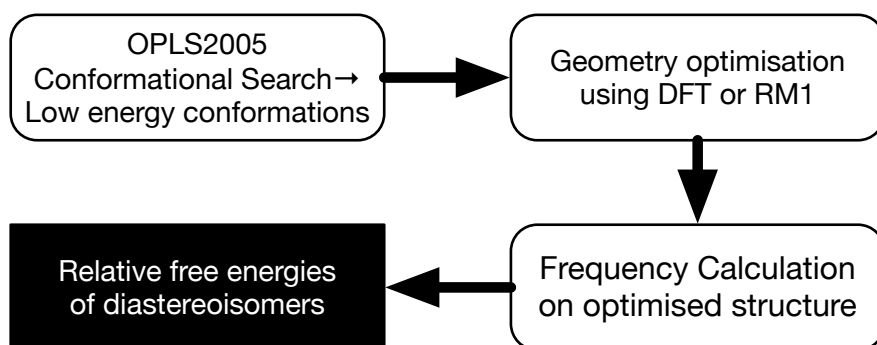 OPLS2005
Conformational Search→
Low energy conformations
Geometry optimisation
using DFT or RM1
Frequency Calculation
on optimised structure
Relative free energies
of diastereoisomers